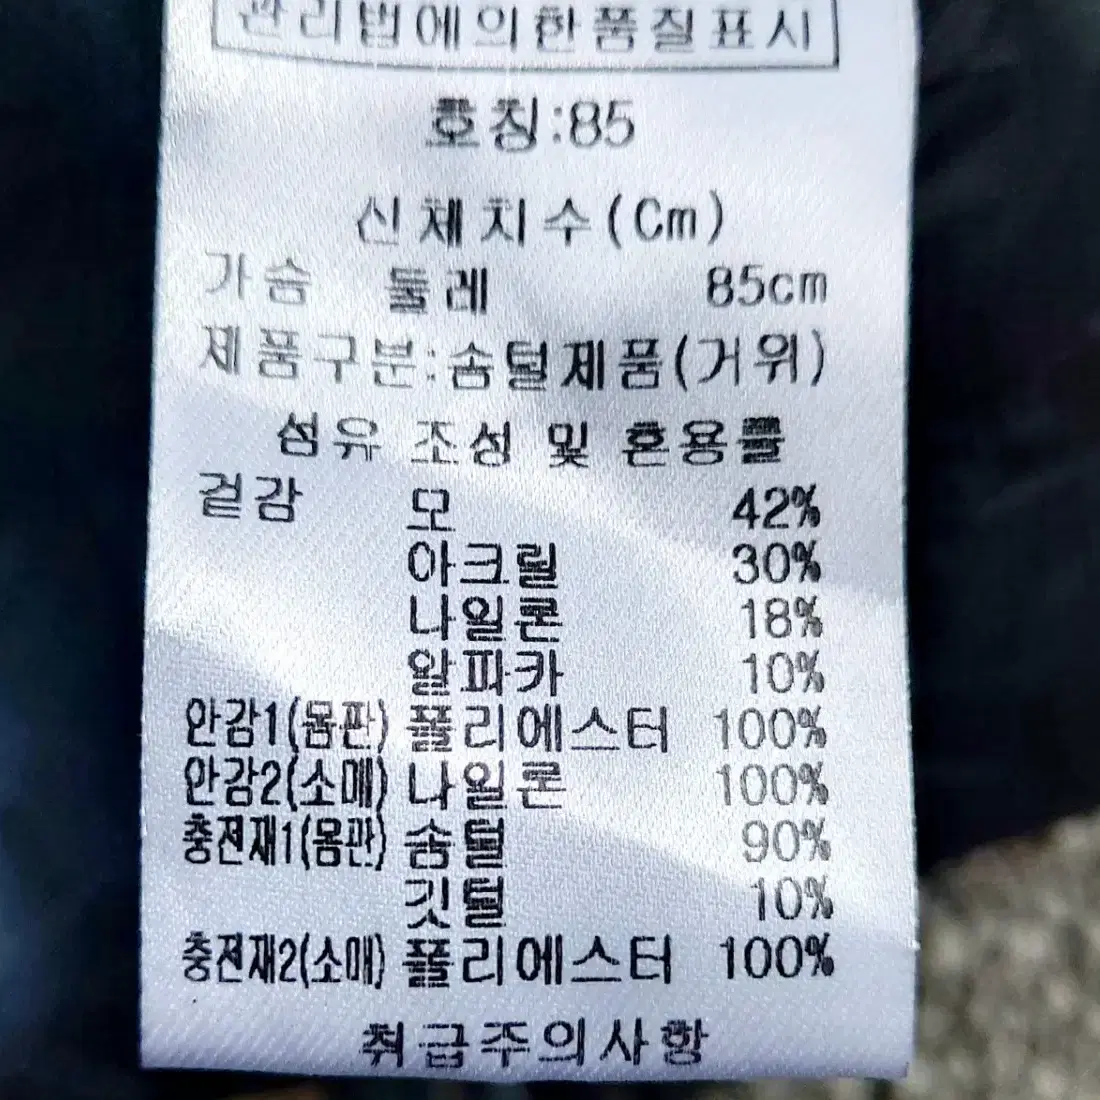 관리법에의한품질표시
호칭:85
신체치수(Cm)
가슴 둘레 85cm
제품구분:솜털제품(거위)
섬유 조성 및 혼용률
겉감 모 42%
아크릴 30%
나일론 18%
알파카 10%
안감1(몸판) 폴리에스터 100%
안감2(소매) 나일론 100%
충전재1(몸판) 솜털 90%
깃털 10%
충전재2(소매) 폴리에스터 100%
취급주의사항